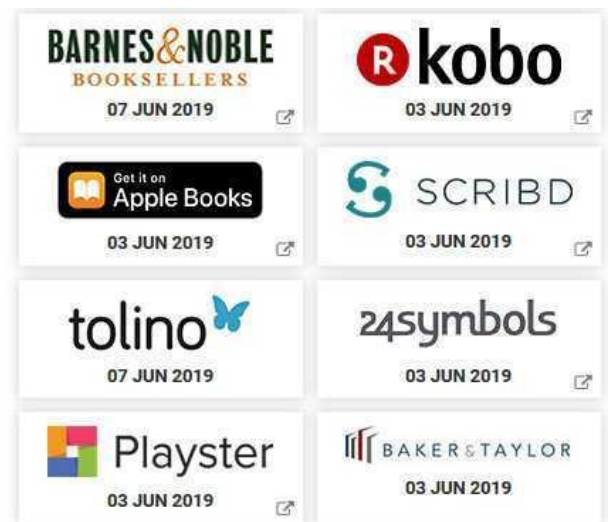 BARNES&NOBLE
BOOKSELLERS
07 JUN 2019
R kobo
03 JUN 2019
Get it on
Apple Books
03 JUN 2019
SCRIBD
03 JUN 2019
tolino
07 JUN 2019
24symbols
03 JUN 2019
Playster
03 JUN 2019
BAKER & TAYLOR
03 JUN 2019